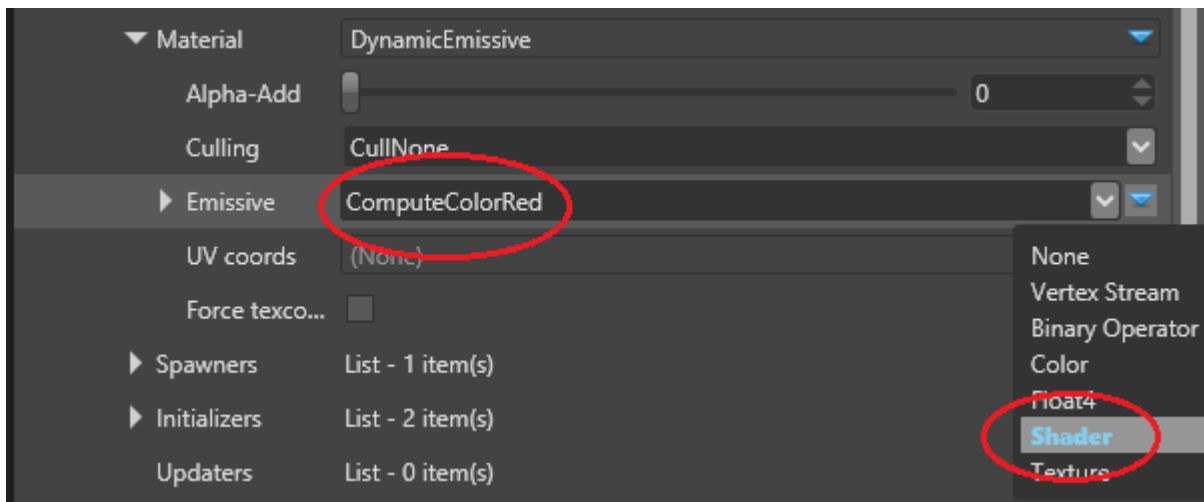 Material DynamicEmissive
Alpha-Add 0
Culling CullNone
Emissive ComputeColorRed
UV coords (None)
None
Vertex Stream
Force texco...
Binary Operator
Spawners List - 1 item(s)
Color
Float4
Initializers List - 2 item(s)
Shader
Updaters List - 0 item(s)
Texture